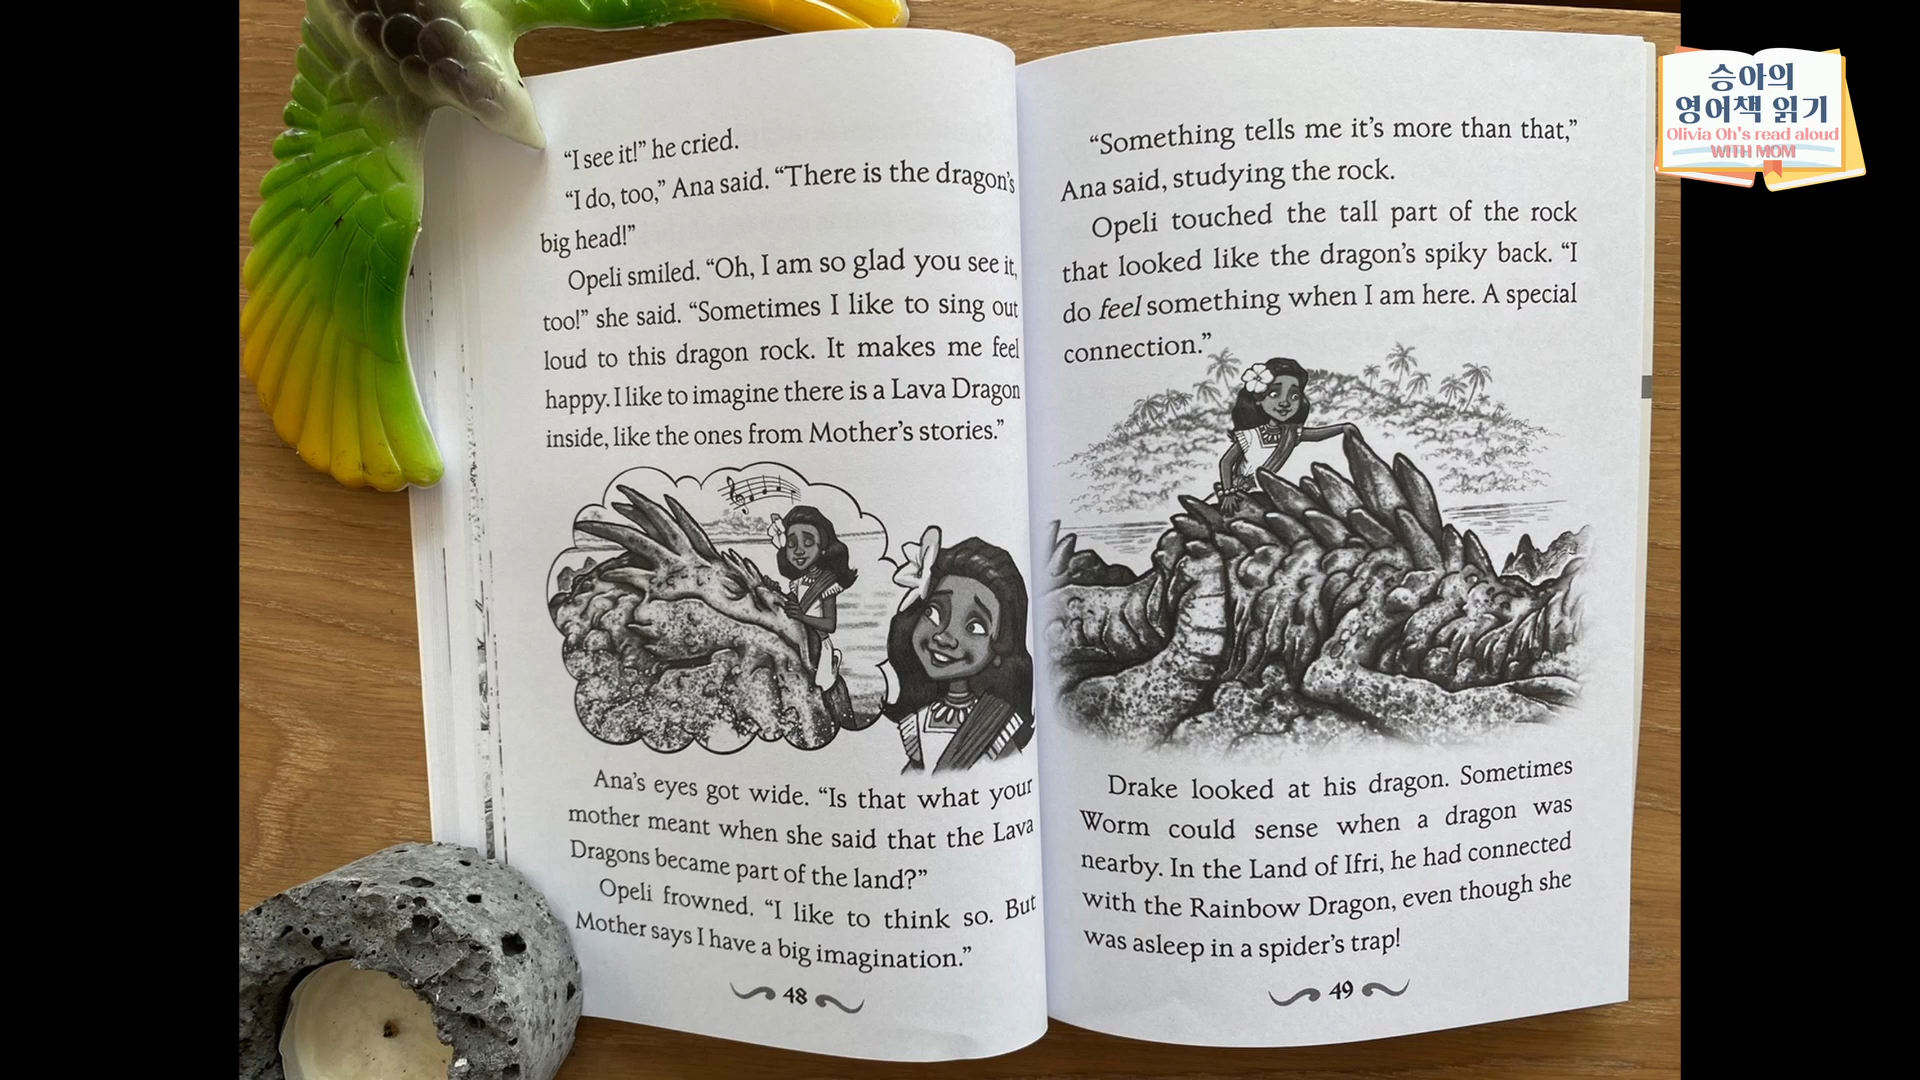 "I see it!" he cried.
"I do, too," Ana said. "There is the dragon's
big head!"
Opeli smiled. "Oh, I am so glad you see it,
too!" she said. "Sometimes I like to sing out
loud to this dragon rock. It makes me feel
happy. I like to imagine there is a Lava Dragon
inside, like the ones from Mother's stories."
Ana's eyes got wide. "Is that what your
mother meant when she said that the Lava
Dragons became part of the land?"
Opeli frowned. "I like to think so. But
Mother says I have a big imagination."
48
"Something tells me it's more than that,"
Ana said, studying the rock.
Opeli touched the tall part of the rock
that looked like the dragon's spiky back. "I
do feel something when I am here. A special
connection."
Drake looked at his dragon. Sometimes
Worm could sense when a dragon was
nearby. In the Land of Ifri, he had connected
with the Rainbow Dragon, even though she
was asleep in a spider's trap!
49
승아의
영어책 읽기
Olivia Oh's read aloud
WITH MOM